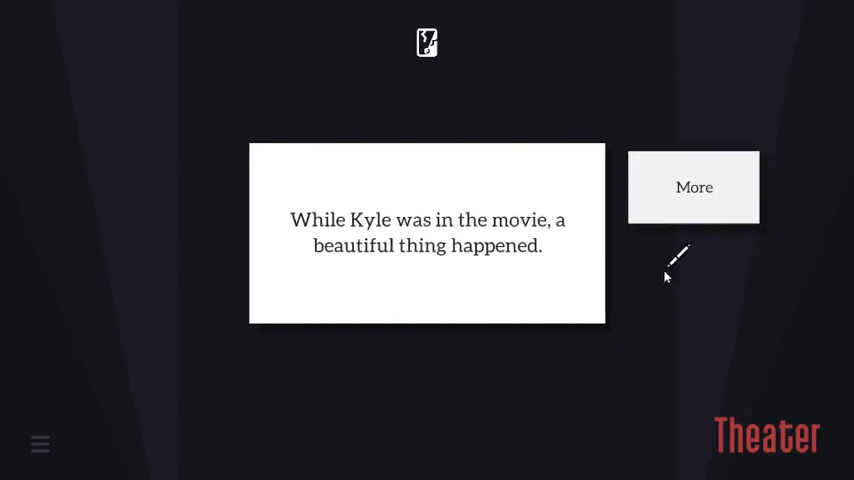 While Kyle was in the movie, a
beautiful thing happened.
More
Theater